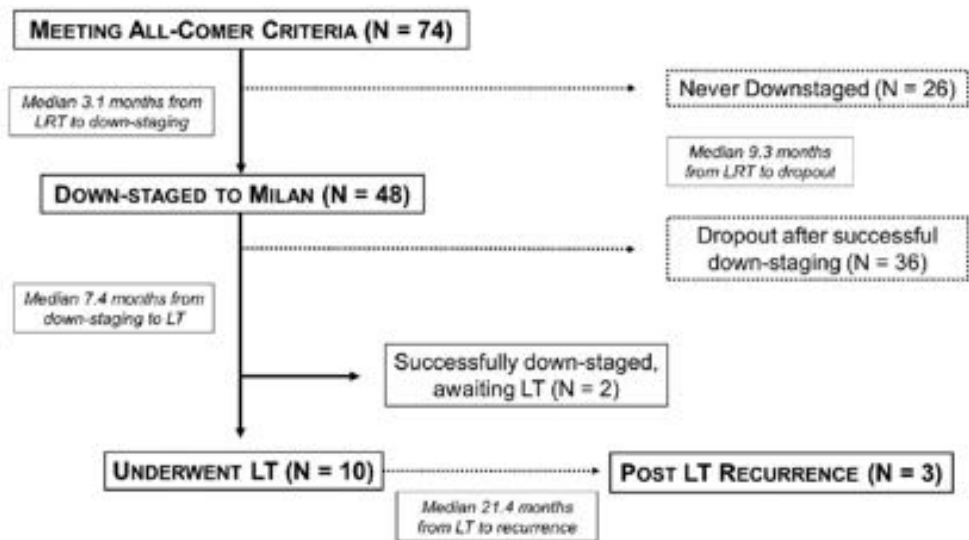 MEETING ALL-COMER CRITERIA (N = 74)
Median 3.1 months from
LRT to down-staging
Never Downstaged (N = 26)
Median 9.3 months
from LRT to dropout
DOWN-STAGED TO MILAN (N = 48)
Dropout after successful
down-staging (N = 36)
Median 7.4 months from
down-staging to LT
Successfully down-staged,
awaiting LT (N = 2)
UNDERWENT LT (N = 10)
POST LT RECURRENCE (N = 3)
Median 21.4 months
from LT to recurrence